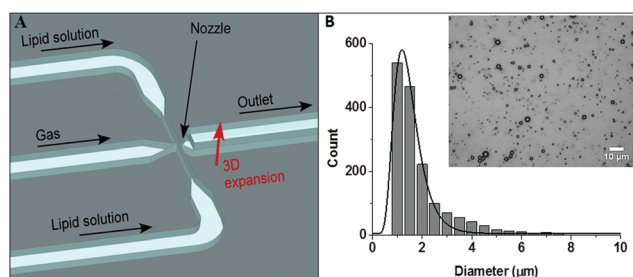 A
Lipid solution
Nozzle
Outlet
Gas
3D
expansion
Lipid solution
B
600
400
200
0
Count
0 2 4 6 8 10
Diameter (µm)
10 µm